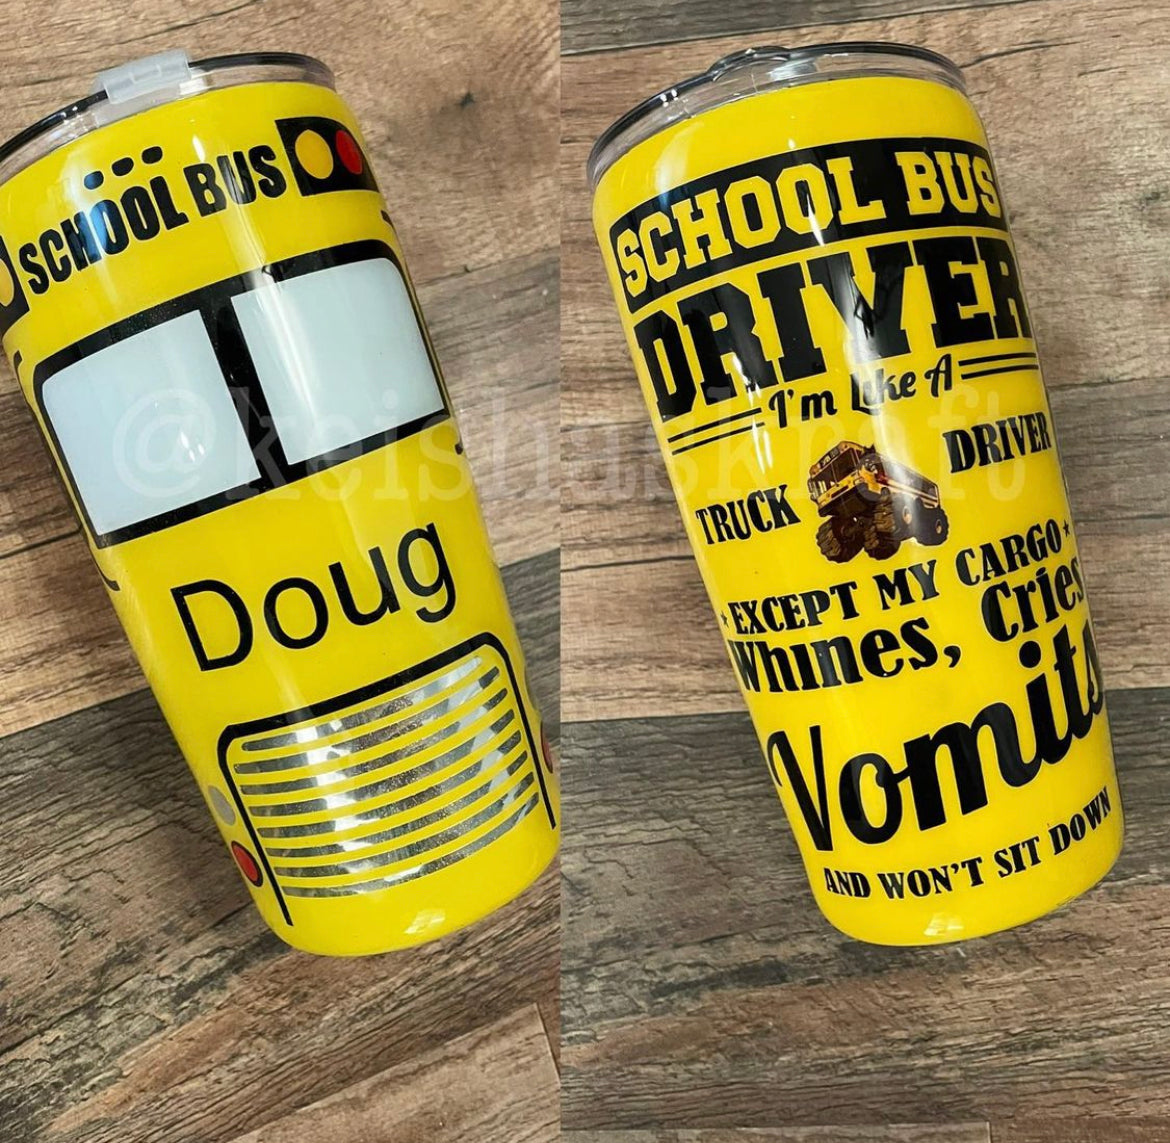 SCHOOL BUS
Doug
SCHOOL BUS
DRIVER
I'm Like A
TRUCK DRIVER
*EXCEPT MY CARGO*
Whines, Cries
Vomits
AND WON'T SIT DOWN
@keishaskraft